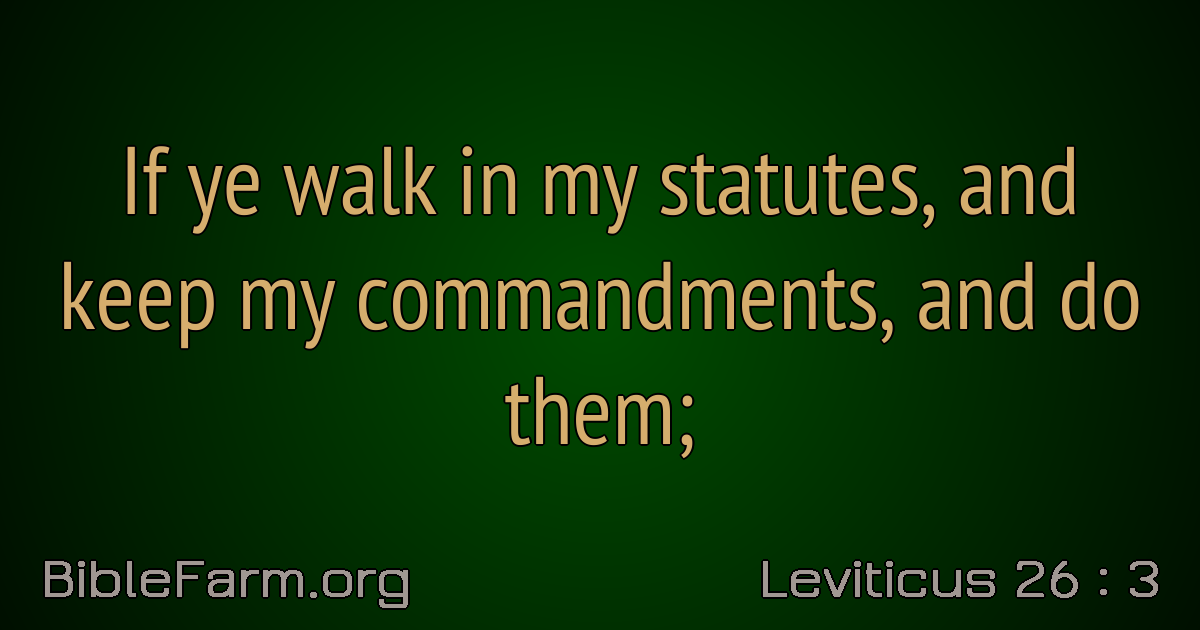 If ye walk in my statutes, and
keep my commandments, and do
them;
BibleFarm.org
Leviticus 26 : 3